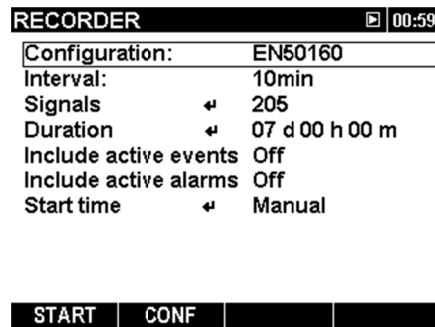 RECORDER 00:59
Configuration: EN50160
Interval: 10min
Signals ↵ 205
Duration ↵ 07 d 00 h 00 m
Include active events Off
Include active alarms Off
Start time ↵ Manual
START CONF